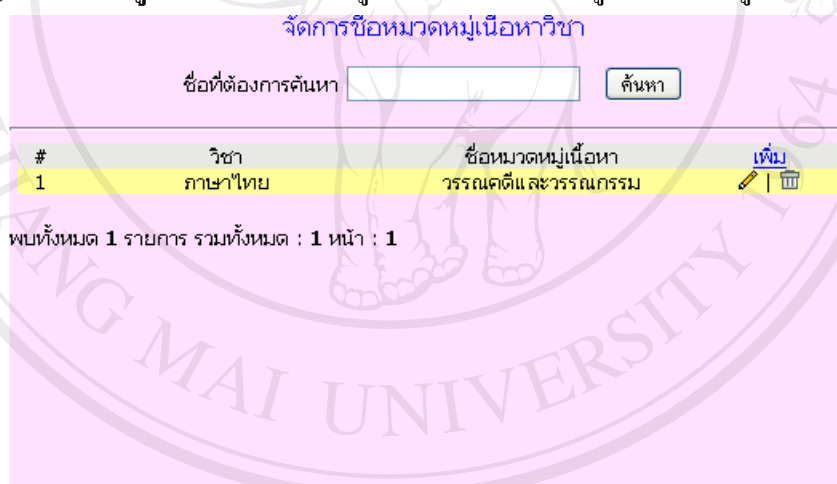 จัดการชื่อหมวดหมู่เนื้อหาวิชา
ชื่อที่ต้องการค้นหา ค้นหา
# วิชา ชื่อหมวดหมู่เนื้อหา เพิ่ม
1 ภาษาไทย วรรณคดีและวรรณกรรม |
พบทั้งหมด 1 รายการ รวมทั้งหมด : 1 หน้า : 1
ANG MAI UNIVERSITY 1964